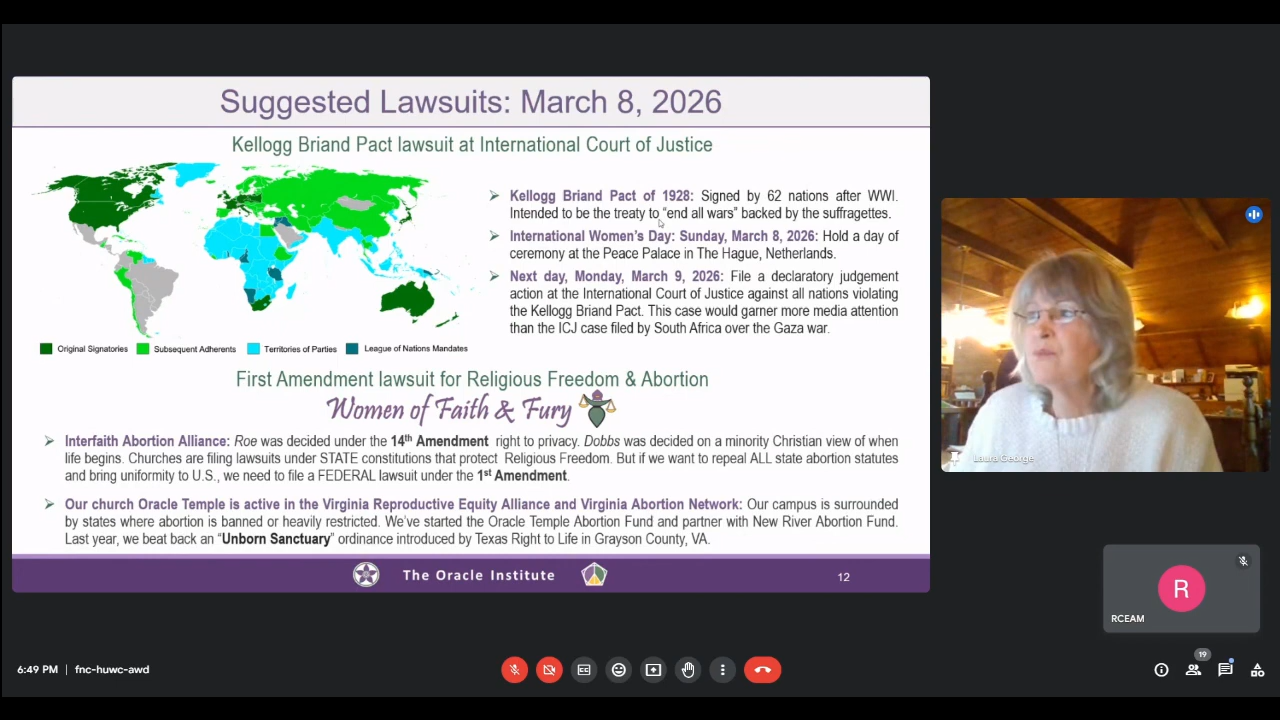 Suggested Lawsuits: March 8, 2026
Kellogg Briand Pact lawsuit at International Court of Justice
Original Signatories
Subsequent Adherents
Territories of Parties
League of Nations Mandates
➢ Kellogg Briand Pact of 1928: Signed by 62 nations after WWI.
Intended to be the treaty to “end all wars” backed by the suffragettes.
➢ International Women’s Day: Sunday, March 8, 2026: Hold a day of
ceremony at the Peace Palace in The Hague, Netherlands.
➢ Next day, Monday, March 9, 2026: File a declaratory judgement
action at the International Court of Justice against all nations violating
the Kellogg Briand Pact. This case would garner more media attention
than the ICJ case filed by South Africa over the Gaza war.
First Amendment lawsuit for Religious Freedom & Abortion
Women of Faith & Fury
➢ Interfaith Abortion Alliance: Roe was decided under the 14th Amendment right to privacy. Dobbs was decided on a minority Christian view of when
life begins. Churches are filing lawsuits under STATE constitutions that protect Religious Freedom. But if we want to repeal ALL state abortion statutes
and bring uniformity to U.S., we need to file a FEDERAL lawsuit under the 1st Amendment.
➢ Our church Oracle Temple is active in the Virginia Reproductive Equity Alliance and Virginia Abortion Network: Our campus is surrounded
by states where abortion is banned or heavily restricted. We’ve started the Oracle Temple Abortion Fund and partner with New River Abortion Fund.
Last year, we beat back an “Unborn Sanctuary” ordinance introduced by Texas Right to Life in Grayson County, VA.
The Oracle Institute
12
Laura George
R
RCEAM
6:49 PM | fnc-huwc-awd
19